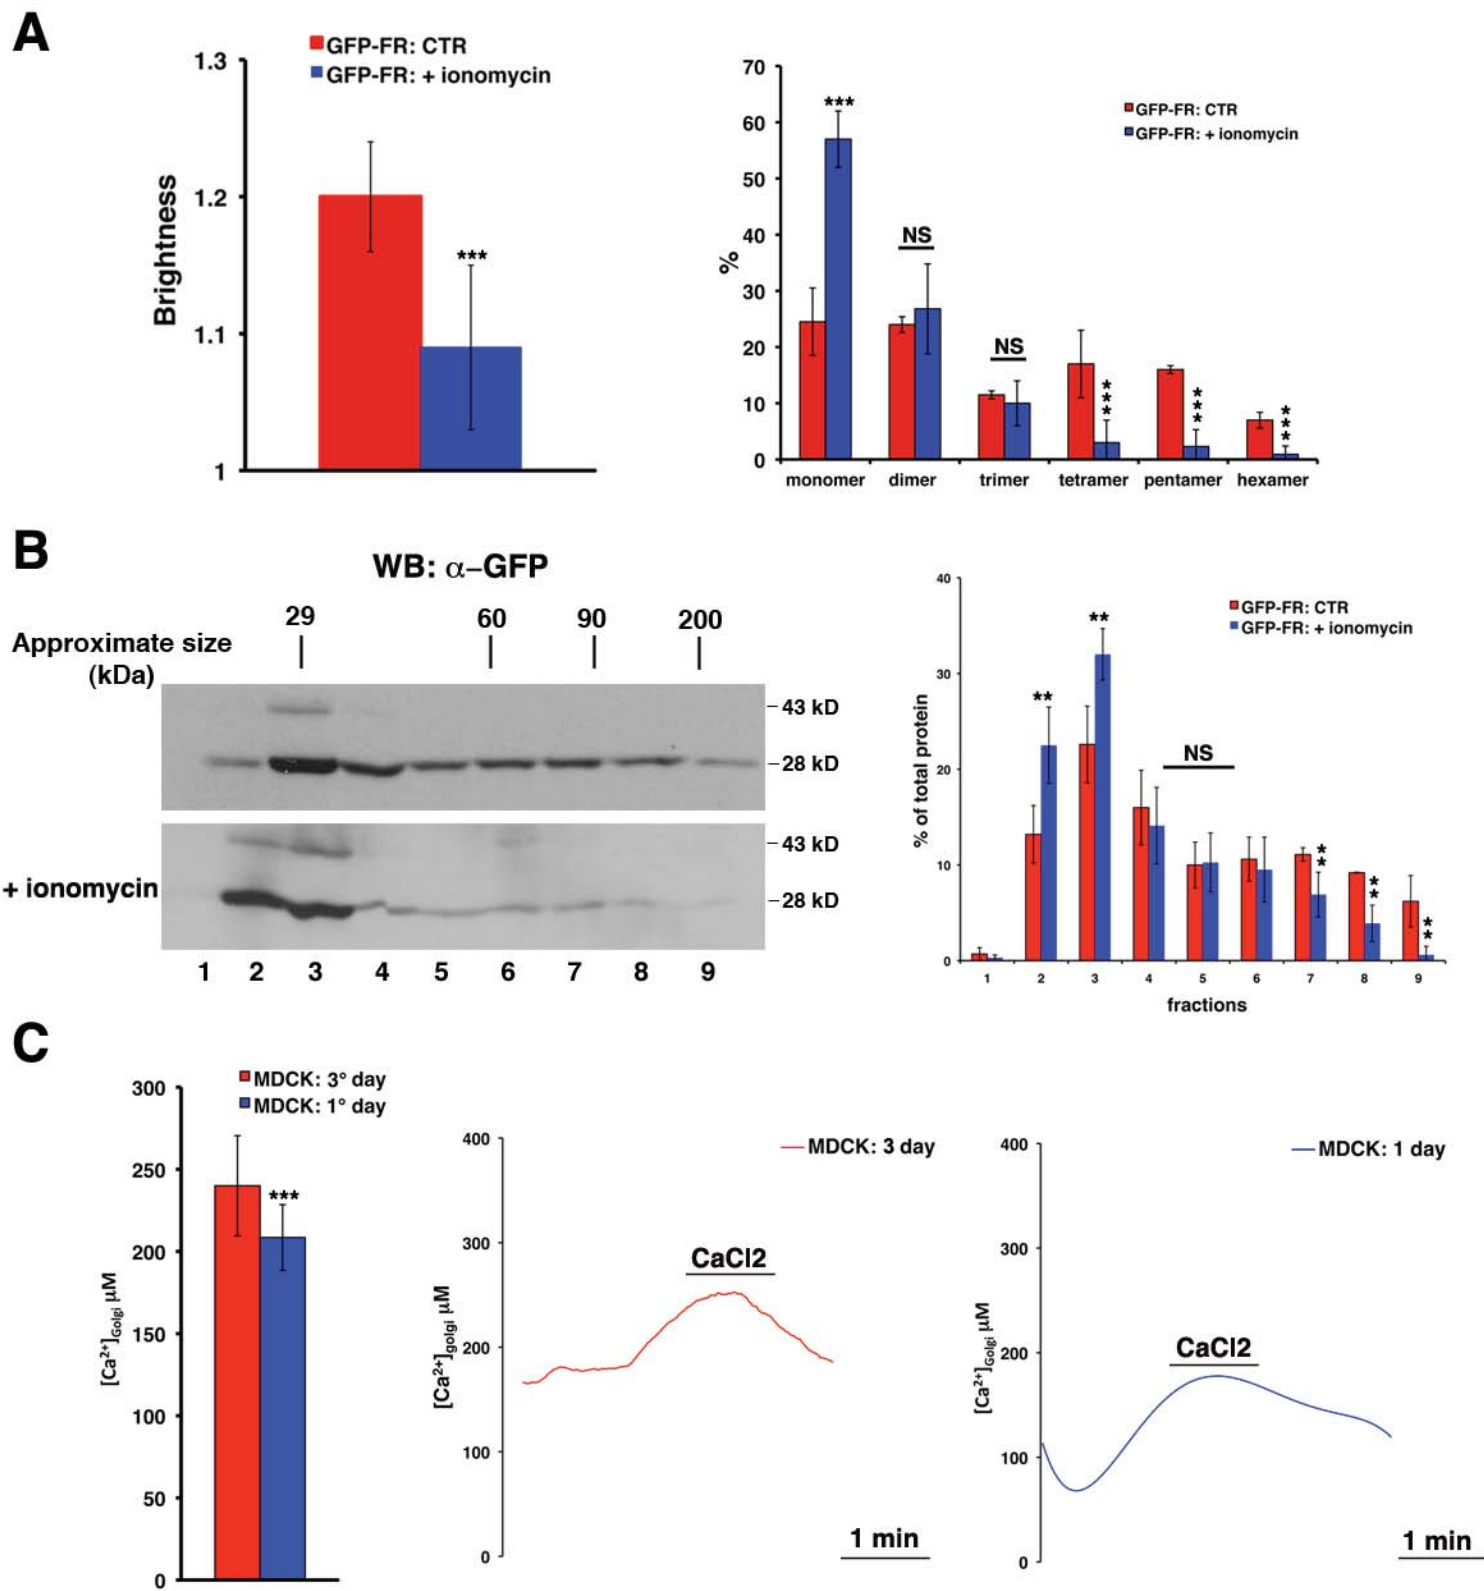 A
GFP-FR: CTR
GFP-FR: + ionomycin
1.3
1.2
1.1
1
Brightness
***
70
60
50
40
30
20
10
0
%
GFP-FR: CTR
GFP-FR: + ionomycin
***
NS
NS
***
***
***
monomer dimer trimer tetramer pentamer hexamer
B
WB: α–GFP
29 60 90 200
Approximate size
(kDa)
43 kD
28 kD
43 kD
+ ionomycin
28 kD
1 2 3 4 5 6 7 8 9
40
30
20
10
0
% of total protein
GFP-FR: CTR
GFP-FR: + ionomycin
**
**
NS
**
**
**
1 2 3 4 5 6 7 8 9
fractions
C
MDCK: 3° day
MDCK: 1° day
300
250
200
150
100
50
0
[Ca²⁺]Golgi µM
***
400
300
200
100
0
[Ca²⁺]golgi µM
MDCK: 3 day
CaCl2
1 min
400
300
200
100
0
[Ca²⁺]Golgi µM
MDCK: 1 day
CaCl2
1 min